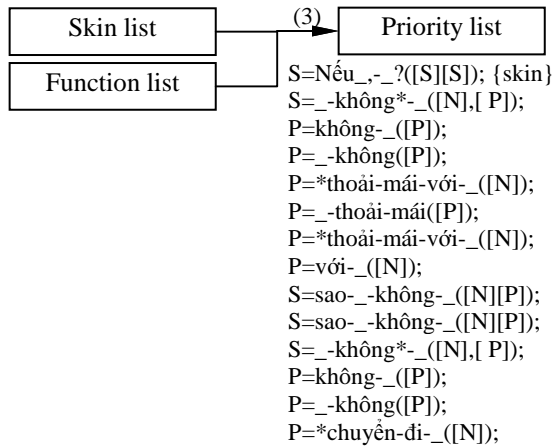 Skin list
(3)
Priority list
Function list
S=Nếu_,-_?([S][S]); {skin}
S=_-không*-_([N],[ P]);
P=không-_([P]);
P=_-không([P]);
P=*thoải-mái-với-_([N]);
P=_-thoải-mái([P]);
P=*thoải-mái-với-_([N]);
P=với-_([N]);
S=sao-_-không-_([N][P]);
S=sao-_-không-_([N][P]);
S=_-không*-_([N],[ P]);
P=không-_([P]);
P=_-không([P]);
P=*chuyển-đi-_([N]);